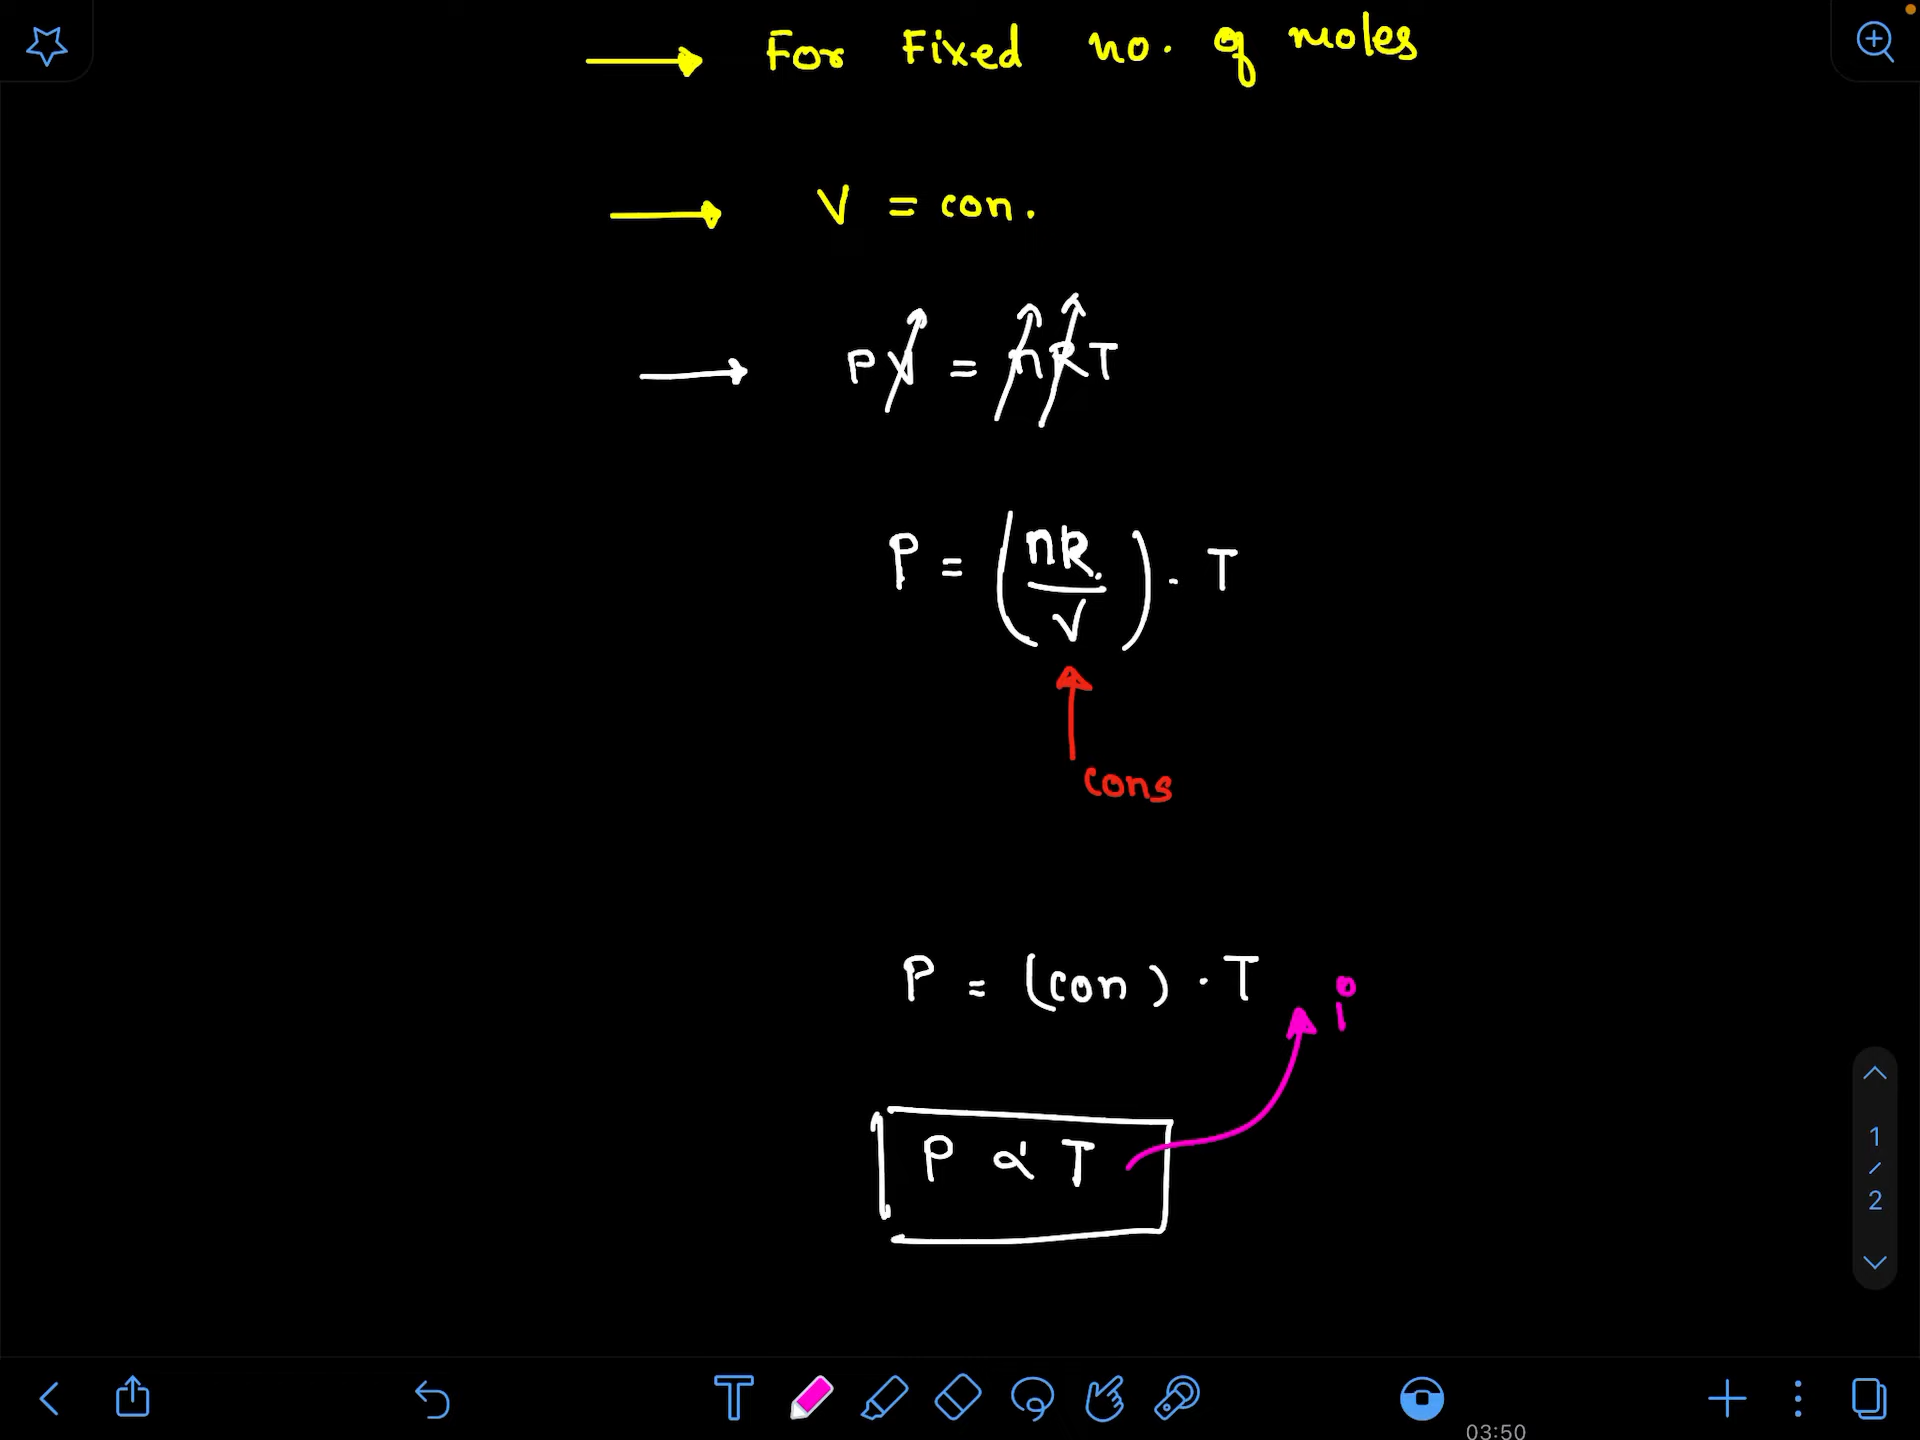 → For Fixed no. of moles
→ V = con.
→ PV = nRT
P = (nR/V) · T
cons
P = (con) · T
P ∝ T
1
/
2
T
03:50